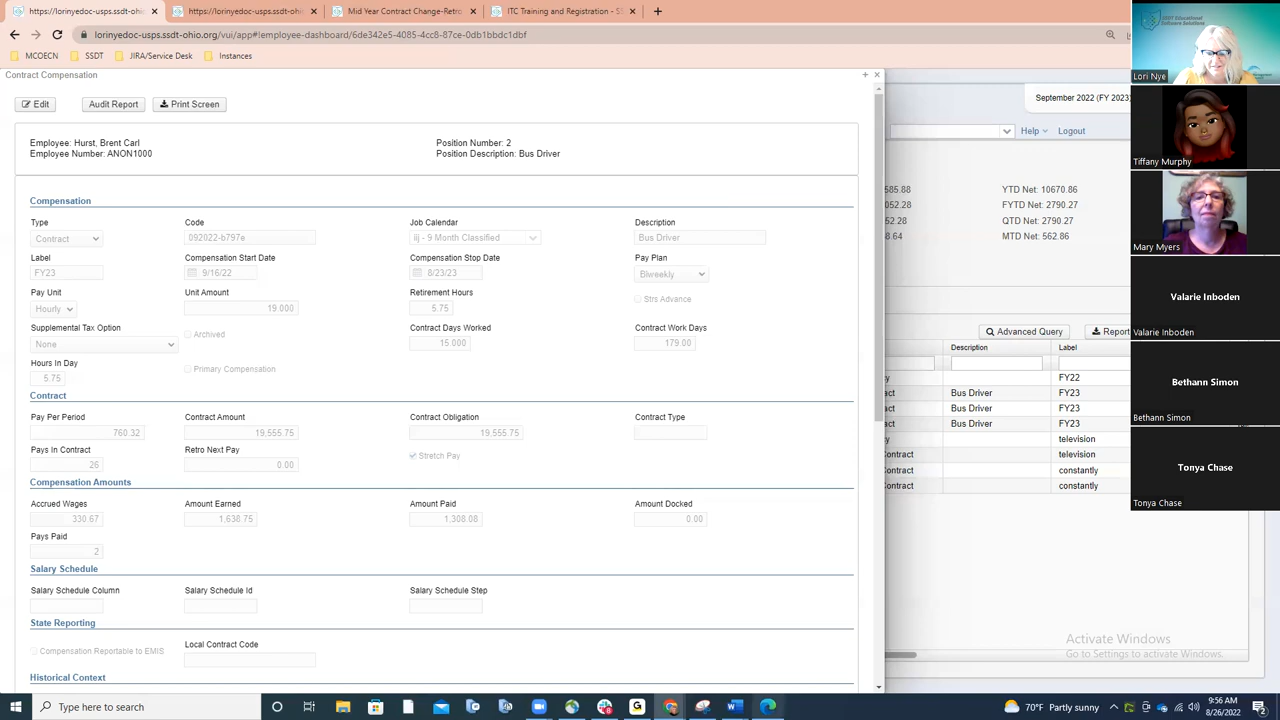 https://lorinyedoc-usps.ssdt-ohi
https://lorinyedoc-usps.ssdt-ohi
Mid Year Contract Change-Retro
ITC Training and Registration - SS
MCOECN
SSDT
JIRA/Service Desk
Instances
Contract Compensation
Edit
Audit Report
Print Screen
September 2022 (FY 2023)
Help
Logout
Employee: Hurst, Brent Carl
Employee Number: ANON1000
Position Number: 2
Position Description: Bus Driver
585.88
052.28
52.28
8.64
YTD Net: 10670.86
FYTD Net: 2790.27
QTD Net: 2790.27
MTD Net: 562.86
Compensation
Type
Code
Job Calendar
Description
Contract
092022-b797e
iij - 9 Month Classified
Bus Driver
Label
Compensation Start Date
Compensation Stop Date
Pay Plan
FY23
9/16/22
8/23/23
Biweekly
Pay Unit
Unit Amount
Retirement Hours
Strs Advance
Hourly
19.000
5.75
Supplemental Tax Option
Archived
Contract Days Worked
Contract Work Days
None
15.000
179.00
Hours In Day
Primary Compensation
5.75
Contract
Pay Per Period
Contract Amount
Contract Obligation
Contract Type
760.32
19,555.75
19,555.75
Pays In Contract
Retro Next Pay
Stretch Pay
26
0.00
Compensation Amounts
Accrued Wages
Amount Earned
Amount Paid
Amount Docked
330.67
1,638.75
1,308.08
0.00
Pays Paid
2
Salary Schedule
Salary Schedule Column
Salary Schedule Id
Salary Schedule Step
State Reporting
Compensation Reportable to EMIS
Local Contract Code
Historical Context
Advanced Query
Report
Description
Label
FY22
Bus Driver
FY23
Bus Driver
FY23
Bus Driver
FY23
television
television
constantly
constantly
Activate Windows
Go to Settings to activate Windows.
SSDT Educational
Software Solutions
Lori Nye
Tiffany Murphy
Mary Myers
Valarie Inboden
Valarie Inboden
Bethann Simon
Bethann Simon
Tonya Chase
Tonya Chase
Type here to search
70°F Partly sunny
9:56 AM
8/26/2022